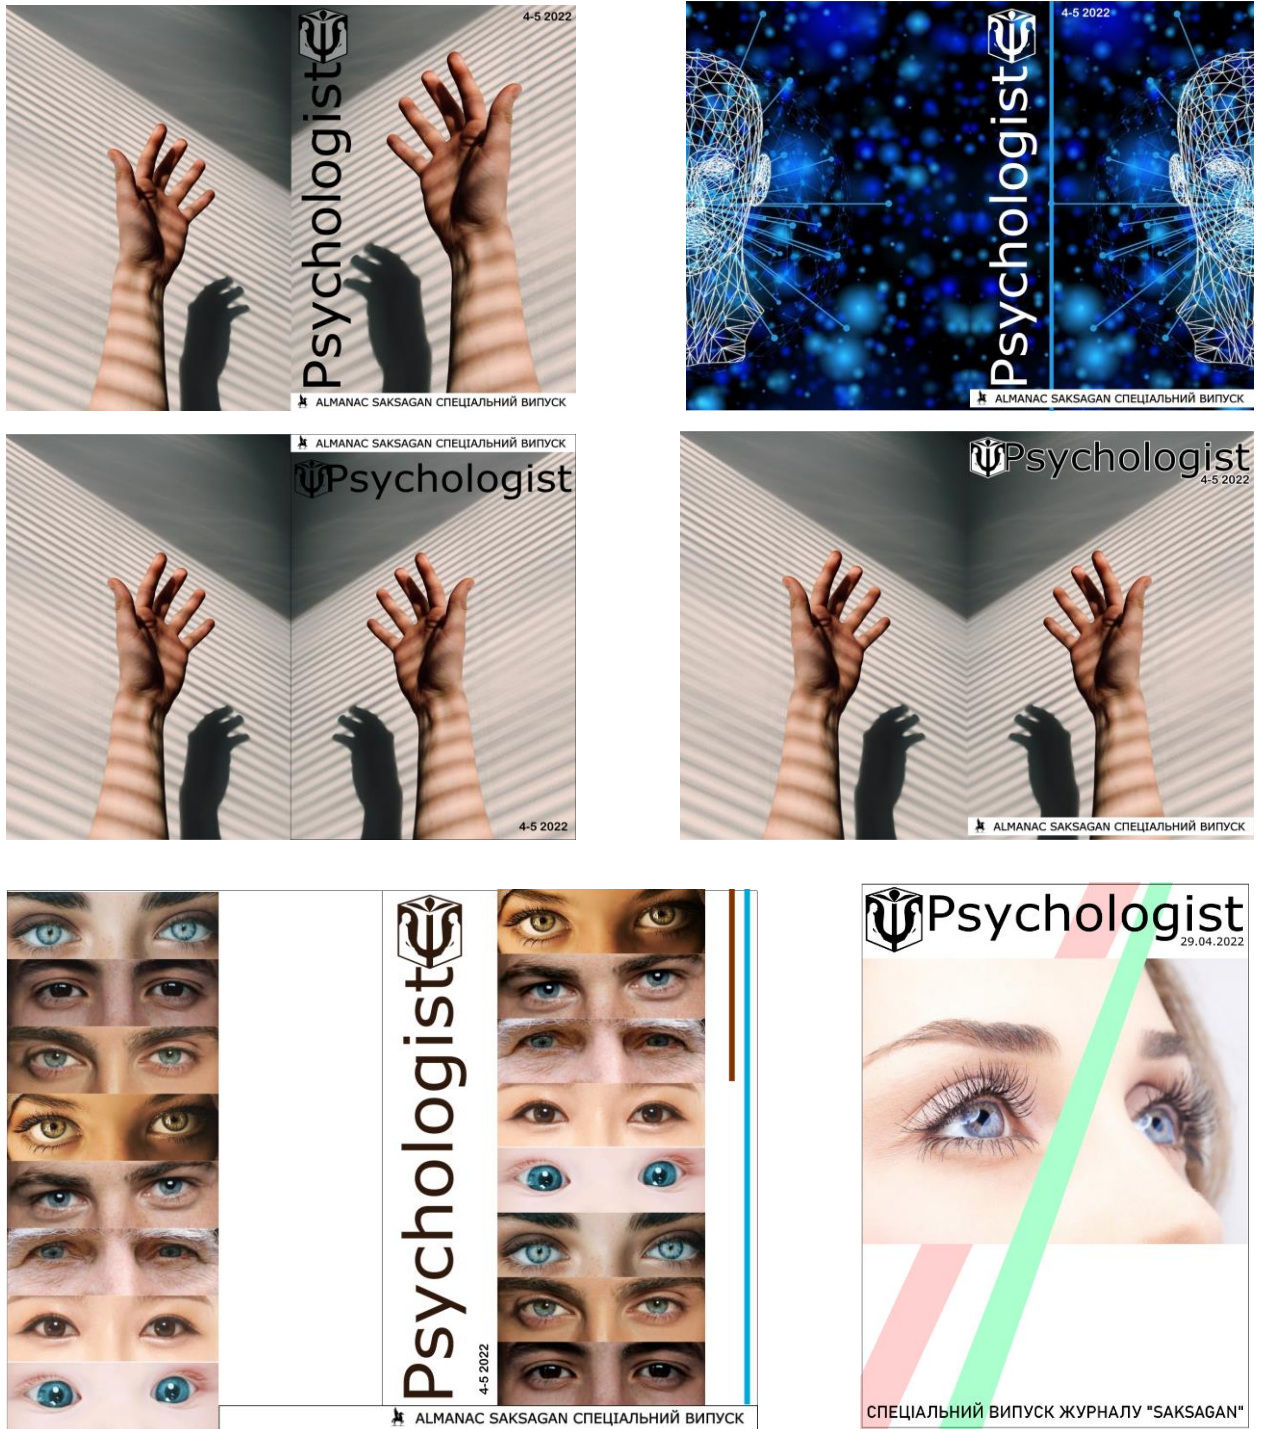 4-5 2022
Psychologist
ALMANAC SAKSAGAN СПЕЦІАЛЬНИЙ ВИПУСК
4-5 2022
Psychologist
ALMANAC SAKSAGAN СПЕЦІАЛЬНИЙ ВИПУСК
ALMANAC SAKSAGAN СПЕЦІАЛЬНИЙ ВИПУСК
Psychologist
4-5 2022
Psychologist
4-5 2022
ALMANAC SAKSAGAN СПЕЦІАЛЬНИЙ ВИПУСК
Psychologist
4-5 2022
ALMANAC SAKSAGAN СПЕЦІАЛЬНИЙ ВИПУСК
Psychologist
29.04.2022
СПЕЦІАЛЬНИЙ ВИПУСК ЖУРНАЛУ "SAKSAGAN"